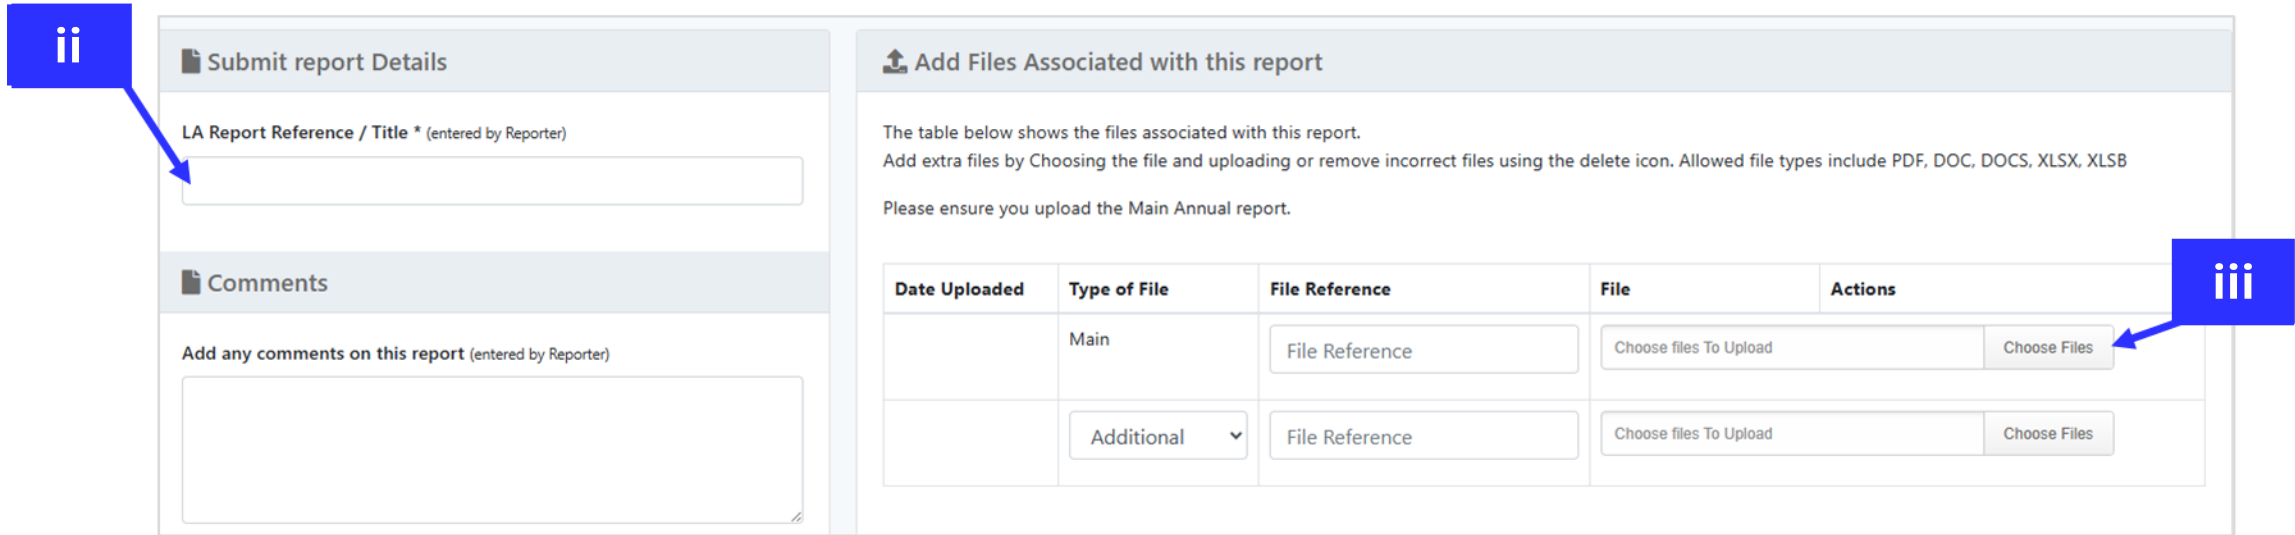 ii
Submit report Details
LA Report Reference / Title * (entered by Reporter)
Comments
Add any comments on this report (entered by Reporter)
Add Files Associated with this report
The table below shows the files associated with this report.
Add extra files by Choosing the file and uploading or remove incorrect files using the delete icon. Allowed file types include PDF, DOC, DOCS, XLSX, XLSB
Please ensure you upload the Main Annual report.
iii
Date Uploaded Type of File File Reference File Actions
Main File Reference Choose files To Upload Choose Files
Additional File Reference Choose files To Upload Choose Files